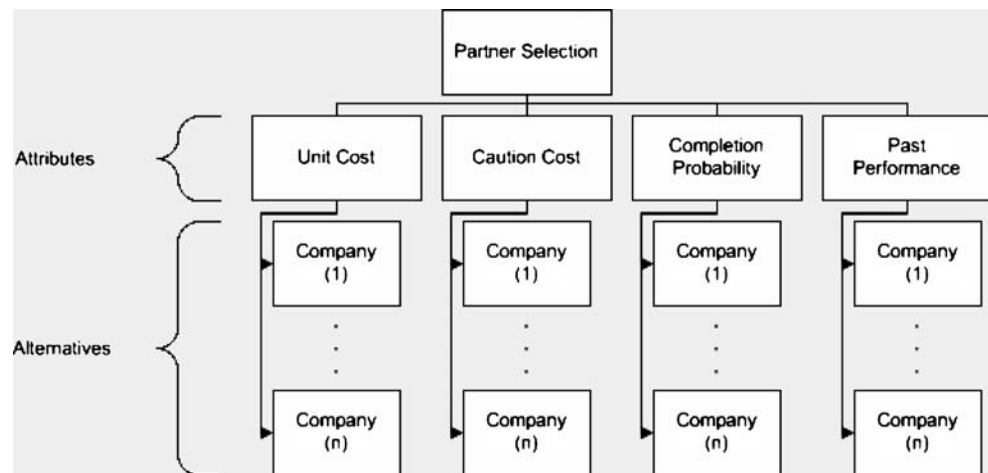 Partner Selection
Attributes
Unit Cost
Caution Cost
Completion
Probability
Past
Performance
Alternatives
Company
(1)
Company
(1)
Company
(1)
Company
(1)
Company
(n)
Company
(n)
Company
(n)
Company
(n)